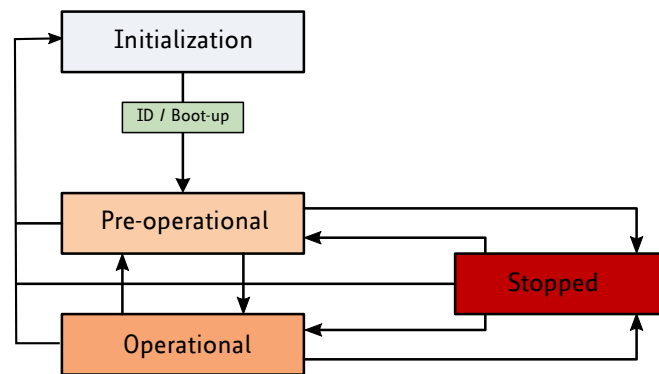 Initialization
ID / Boot-up
Pre-operational
Stopped
Operational